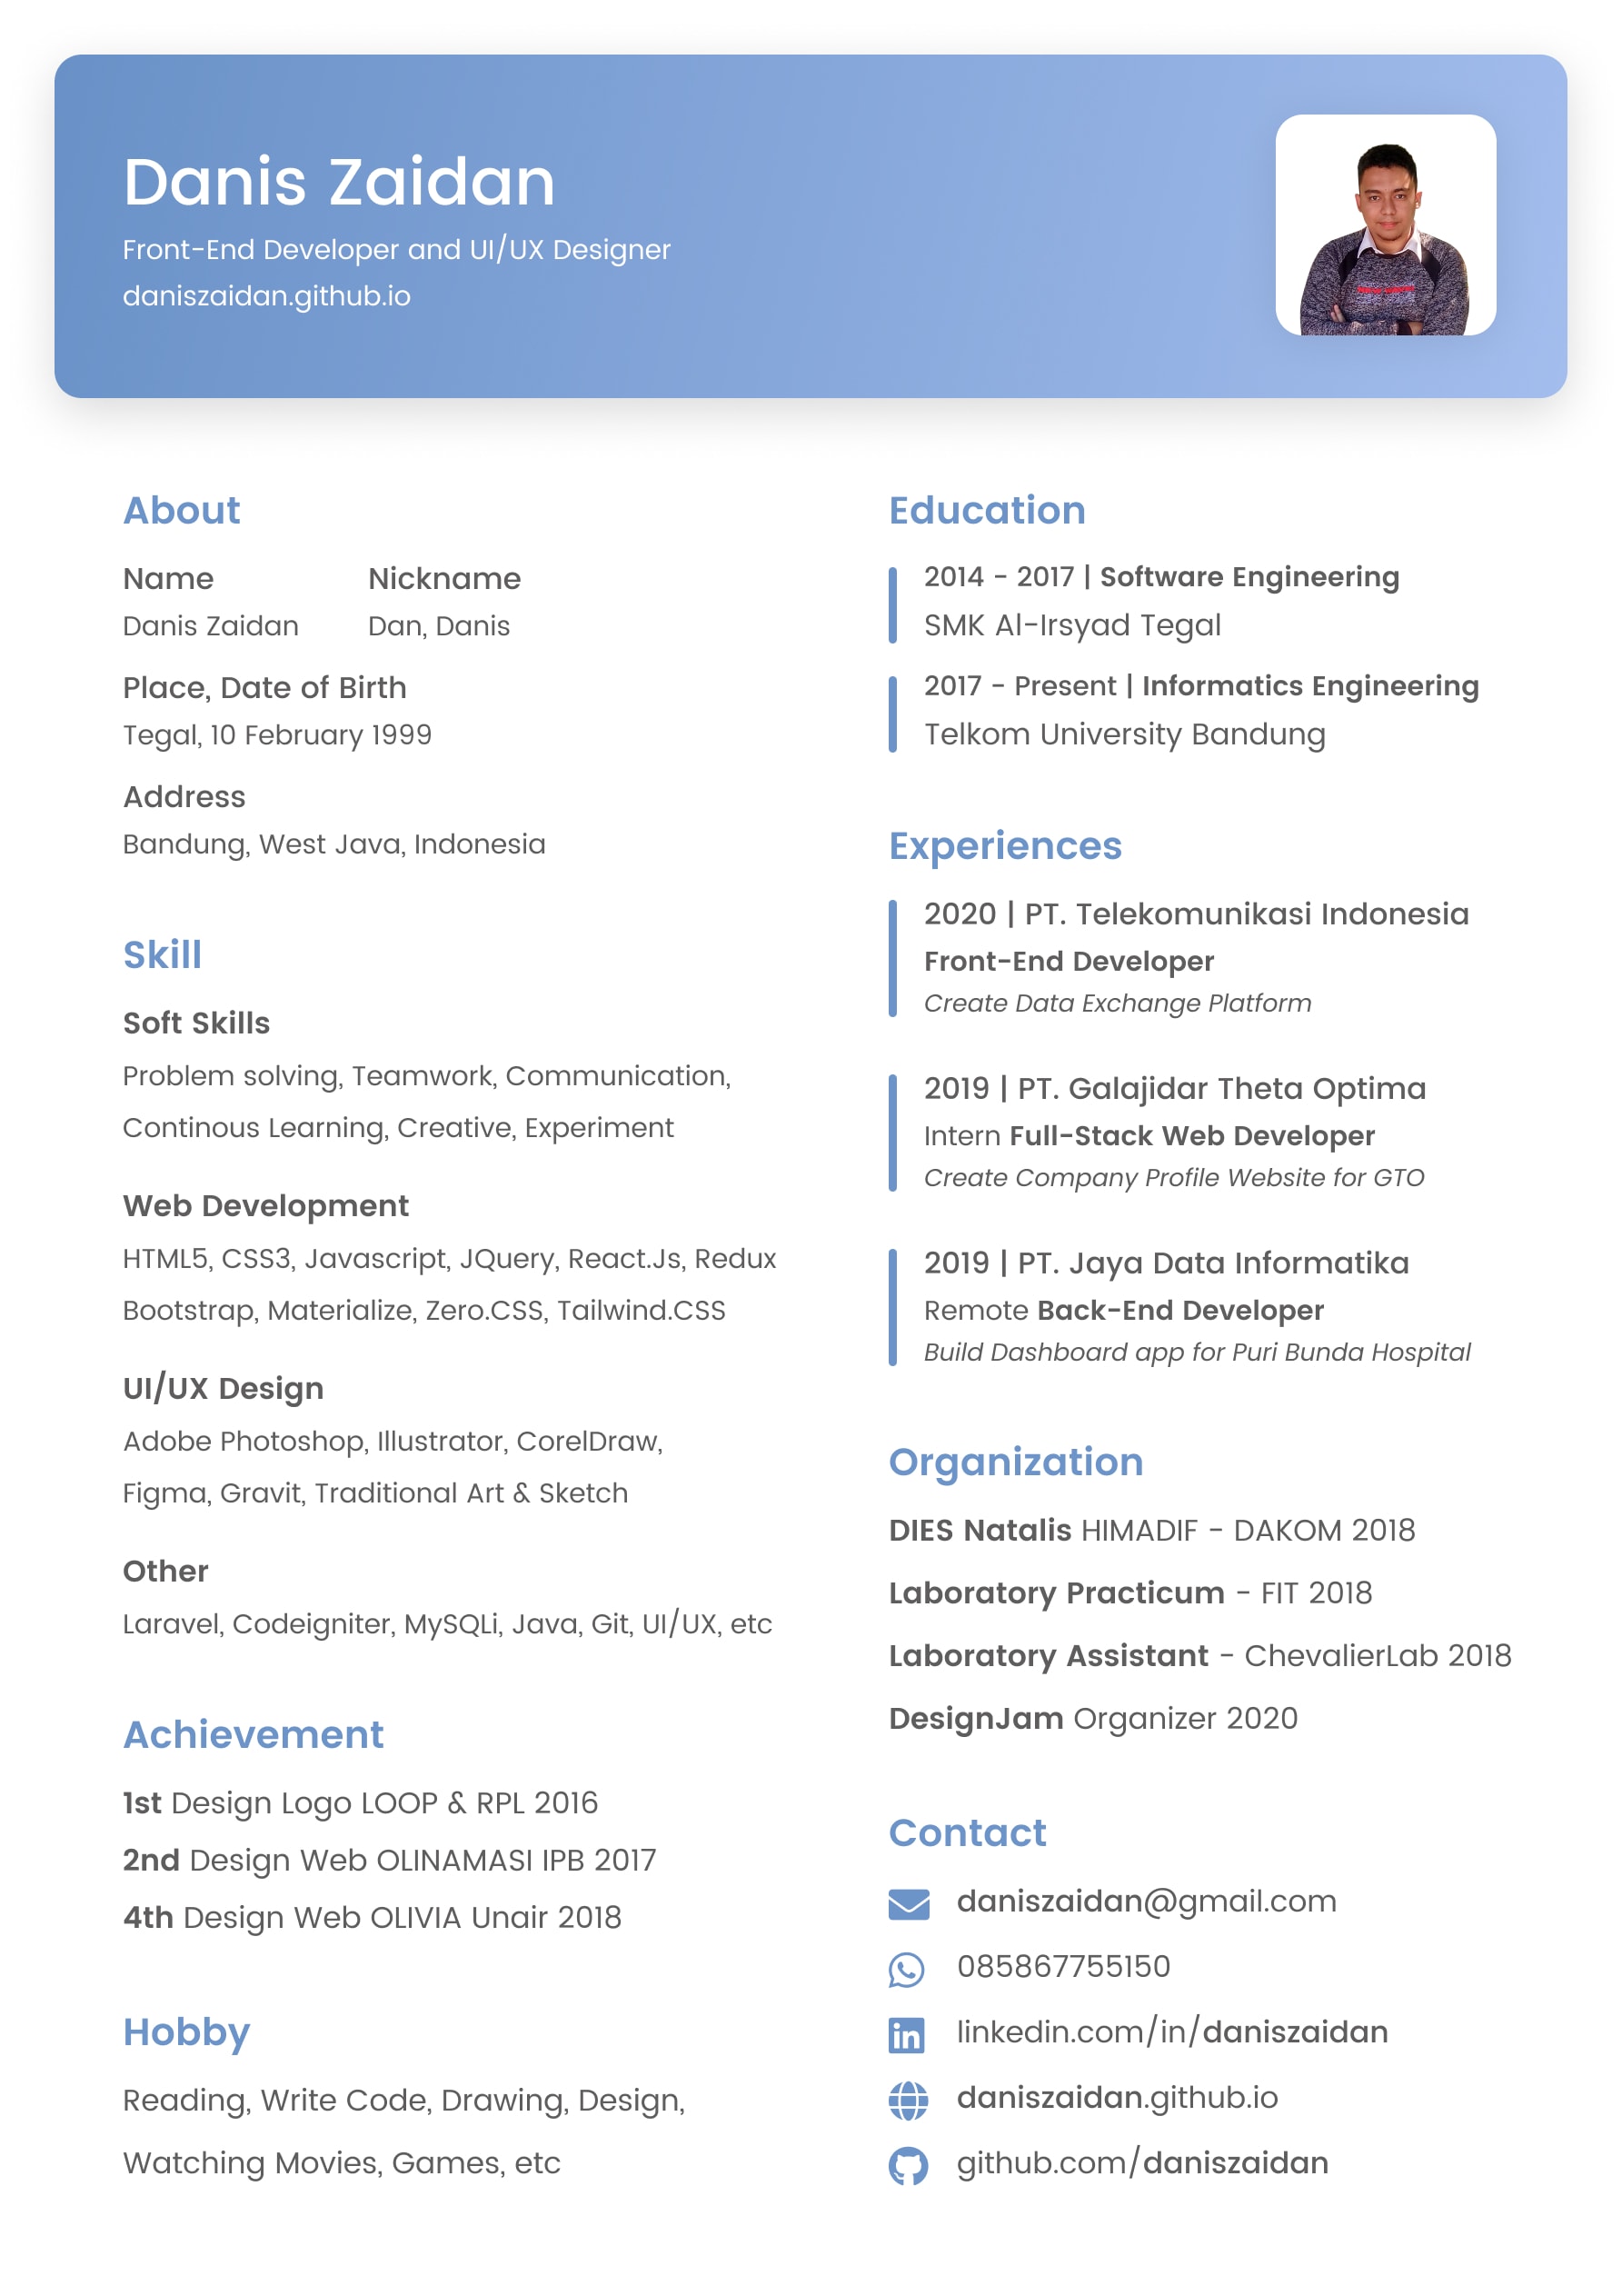 Danis Zaidan
Front-End Developer and UI/UX Designer
daniszaidan.github.io
About
Name Nickname
Danis Zaidan Dan, Danis
Place, Date of Birth
Tegal, 10 February 1999
Address
Bandung, West Java, Indonesia
Skill
Soft Skills
Problem solving, Teamwork, Communication,
Continous Learning, Creative, Experiment
Web Development
HTML5, CSS3, Javascript, JQuery, React.Js, Redux
Bootstrap, Materialize, Zero.CSS, Tailwind.CSS
UI/UX Design
Adobe Photoshop, Illustrator, CorelDraw,
Figma, Gravit, Traditional Art & Sketch
Other
Laravel, Codeigniter, MySQLi, Java, Git, UI/UX, etc
Achievement
1st Design Logo LOOP & RPL 2016
2nd Design Web OLINAMASI IPB 2017
4th Design Web OLIVIA Unair 2018
Hobby
Reading, Write Code, Drawing, Design,
Watching Movies, Games, etc
Education
2014 - 2017 | Software Engineering
SMK Al-Irsyad Tegal
2017 - Present | Informatics Engineering
Telkom University Bandung
Experiences
2020 | PT. Telekomunikasi Indonesia
Front-End Developer
Create Data Exchange Platform
2019 | PT. Galajidar Theta Optima
Intern Full-Stack Web Developer
Create Company Profile Website for GTO
2019 | PT. Jaya Data Informatika
Remote Back-End Developer
Build Dashboard app for Puri Bunda Hospital
Organization
DIES Natalis HIMADIF - DAKOM 2018
Laboratory Practicum - FIT 2018
Laboratory Assistant - ChevalierLab 2018
DesignJam Organizer 2020
Contact
daniszaidan@gmail.com
085867755150
linkedin.com/in/daniszaidan
daniszaidan.github.io
github.com/daniszaidan